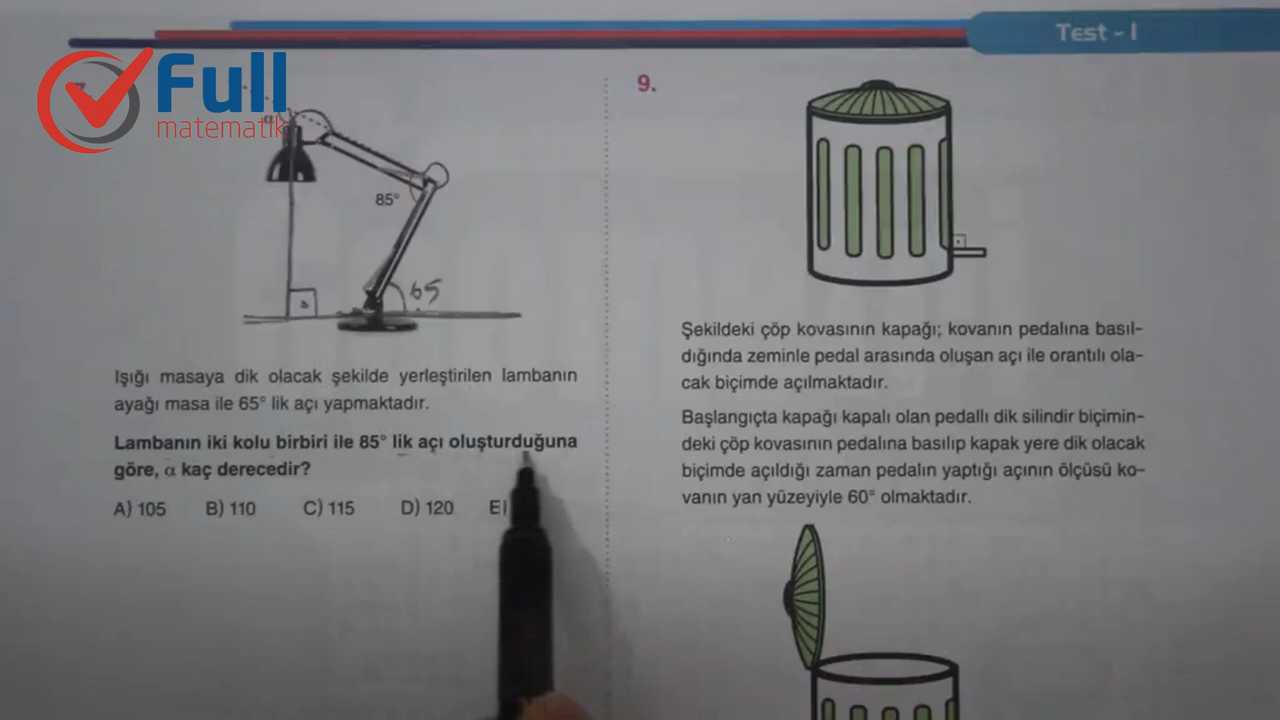 Test - I
Full
matematik
α
85°
65
Işığı masaya dik olacak şekilde yerleştirilen lambanın
ayağı masa ile 65° lik açı yapmaktadır.
Lambanın iki kolu birbiri ile 85° lik açı oluşturduğuna
göre, α kaç derecedir?
A) 105 B) 110 C) 115 D) 120 E)
9.
Şekildeki çöp kovasının kapağı; kovanın pedalına basıl-
dığında zeminle pedal arasında oluşan açı ile orantılı ola-
cak biçimde açılmaktadır.
Başlangıçta kapağı kapalı olan pedallı dik silindir biçimin-
deki çöp kovasının pedalına basılıp kapak yere dik olacak
biçimde açıldığı zaman pedalın yaptığı açının ölçüsü ko-
vanın yan yüzeyiyle 60° olmaktadır.